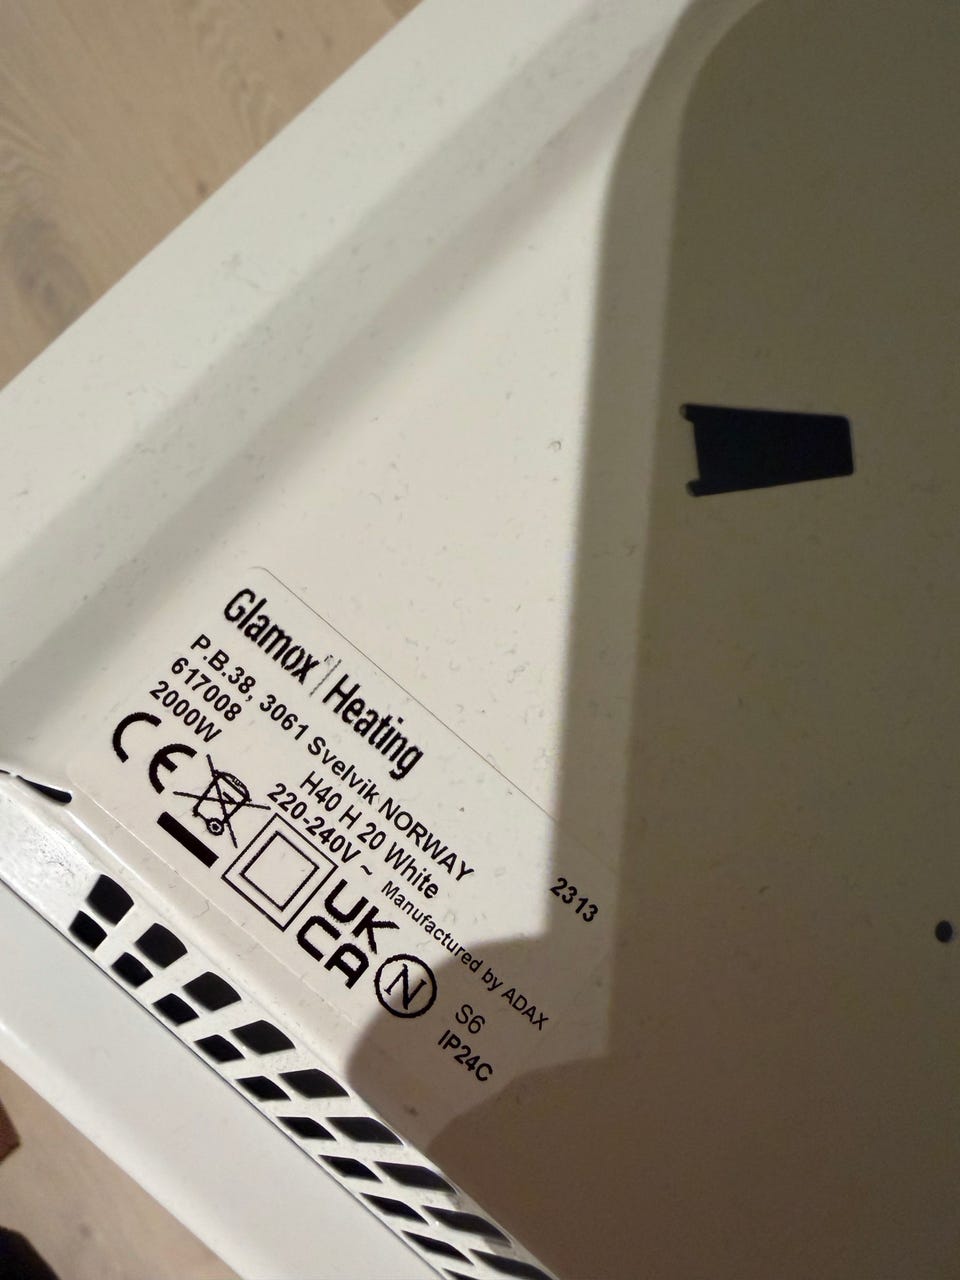 Glamox | Heating
P.B.38, 3061 Svelvik NORWAY 2313
617008 H40 H 20 White
2000W 220-240V ~ Manufactured by ADAX
CE UK CA N S6
IP24C